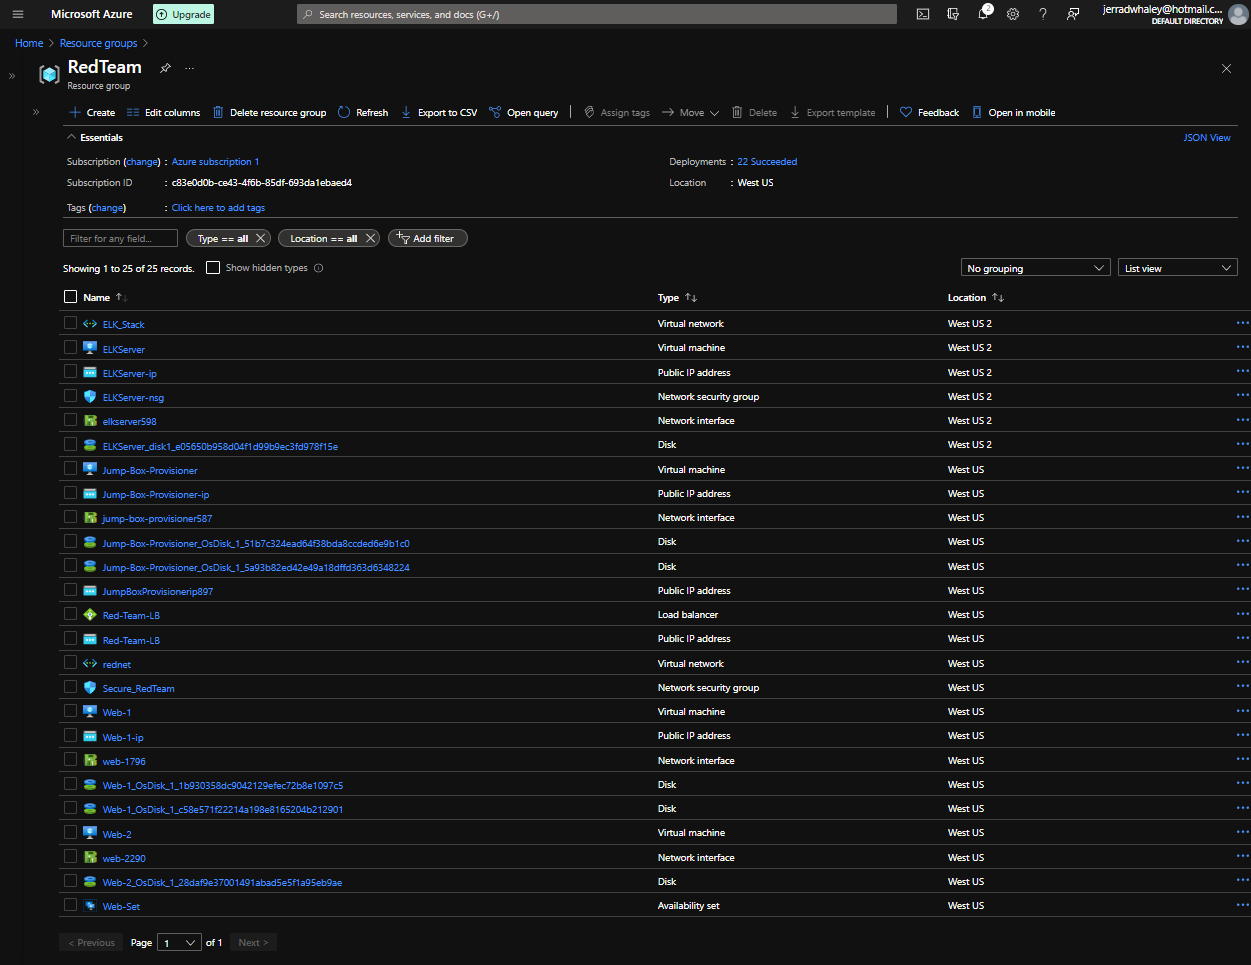 Microsoft Azure Upgrade Search resources, services, and docs (G+/) 2 jerradwhaley@hotmail.c...
DEFAULT DIRECTORY
Home > Resource groups >
RedTeam ...
Resource group
Create Edit columns Delete resource group Refresh Export to CSV Open query Assign tags Move Delete Export template Feedback Open in mobile
Essentials JSON View
Subscription (change) : Azure subscription 1 Deployments : 22 Succeeded
Subscription ID : c83e0d0b-ce43-4f6b-85df-693da1ebaed4 Location : West US
Tags (change) : Click here to add tags
Filter for any field... Type == all Location == all Add filter
Showing 1 to 25 of 25 records. Show hidden types No grouping List view
Name Type Location
ELK_Stack Virtual network West US 2
ELKServer Virtual machine West US 2
ELKServer-ip Public IP address West US 2
ELKServer-nsg Network security group West US 2
elkserver598 Network interface West US 2
ELKServer_disk1_e05650b958d04f1d99b9ec3fd978f15e Disk West US 2
Jump-Box-Provisioner Virtual machine West US
Jump-Box-Provisioner-ip Public IP address West US
jump-box-provisioner587 Network interface West US
Jump-Box-Provisioner_OsDisk_1_51b7c324ead64f38bda8ccded6e9b1c0 Disk West US
Jump-Box-Provisioner_OsDisk_1_5a93b82ed42e49a18dffd363d6348224 Disk West US
JumpBoxProvisionerip897 Public IP address West US
Red-Team-LB Load balancer West US
Red-Team-LB Public IP address West US
rednet Virtual network West US
Secure_RedTeam Network security group West US
Web-1 Virtual machine West US
Web-1-ip Public IP address West US
web-1796 Network interface West US
Web-1_OsDisk_1_1b930358dc9042129efec72b8e1097c5 Disk West US
Web-1_OsDisk_1_c58e571f22214a198e8165204b212901 Disk West US
Web-2 Virtual machine West US
web-2290 Network interface West US
Web-2_OsDisk_1_28daf9e37001491abad5e5f1a95eb9ae Disk West US
Web-Set Availability set West US
< Previous Page 1 of 1 Next >